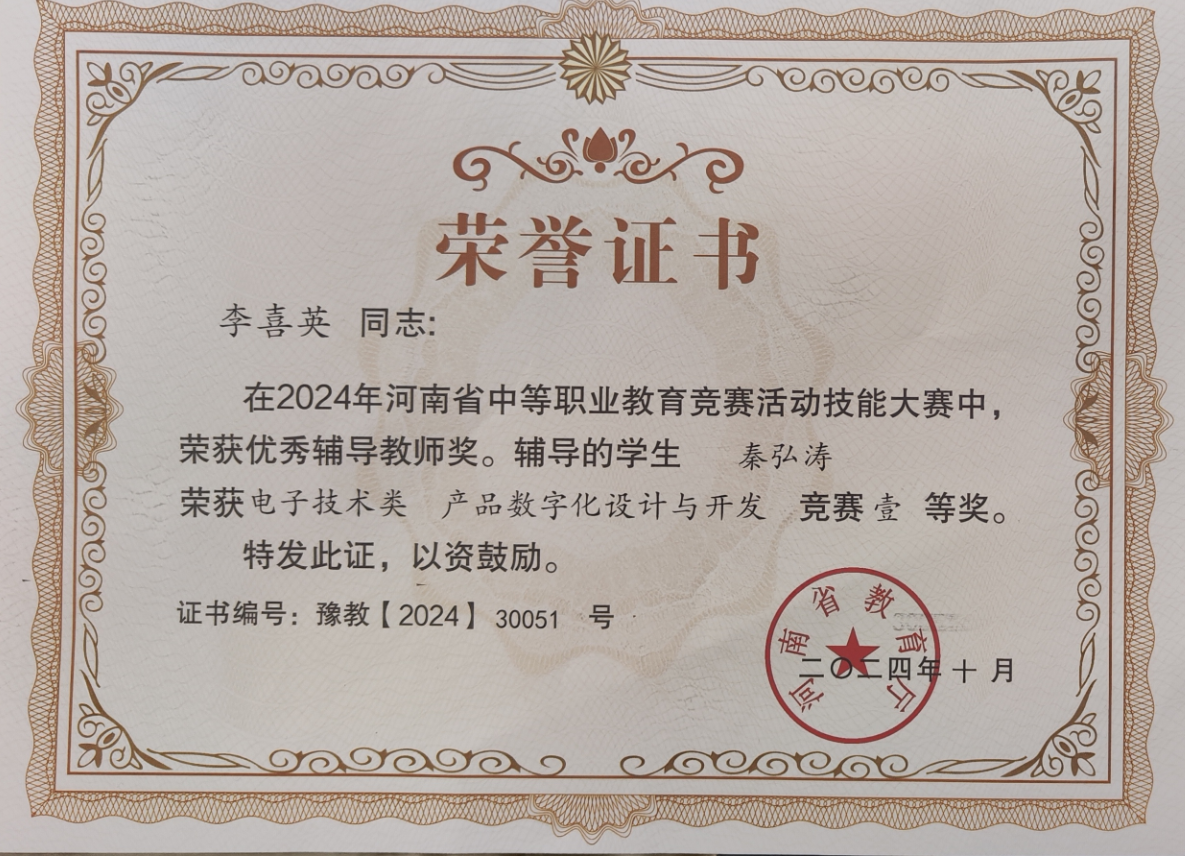 荣誉证书
李喜英 同志:
在2024年河南省中等职业教育竞赛活动技能大赛中，
荣获优秀辅导教师奖。辅导的学生 秦弘涛
荣获电子技术类 产品数字化设计与开发 竞赛壹等奖。
特发此证，以资鼓励。
证书编号：豫教【2024】30051 号
河南省教育厅
二〇二四年十月